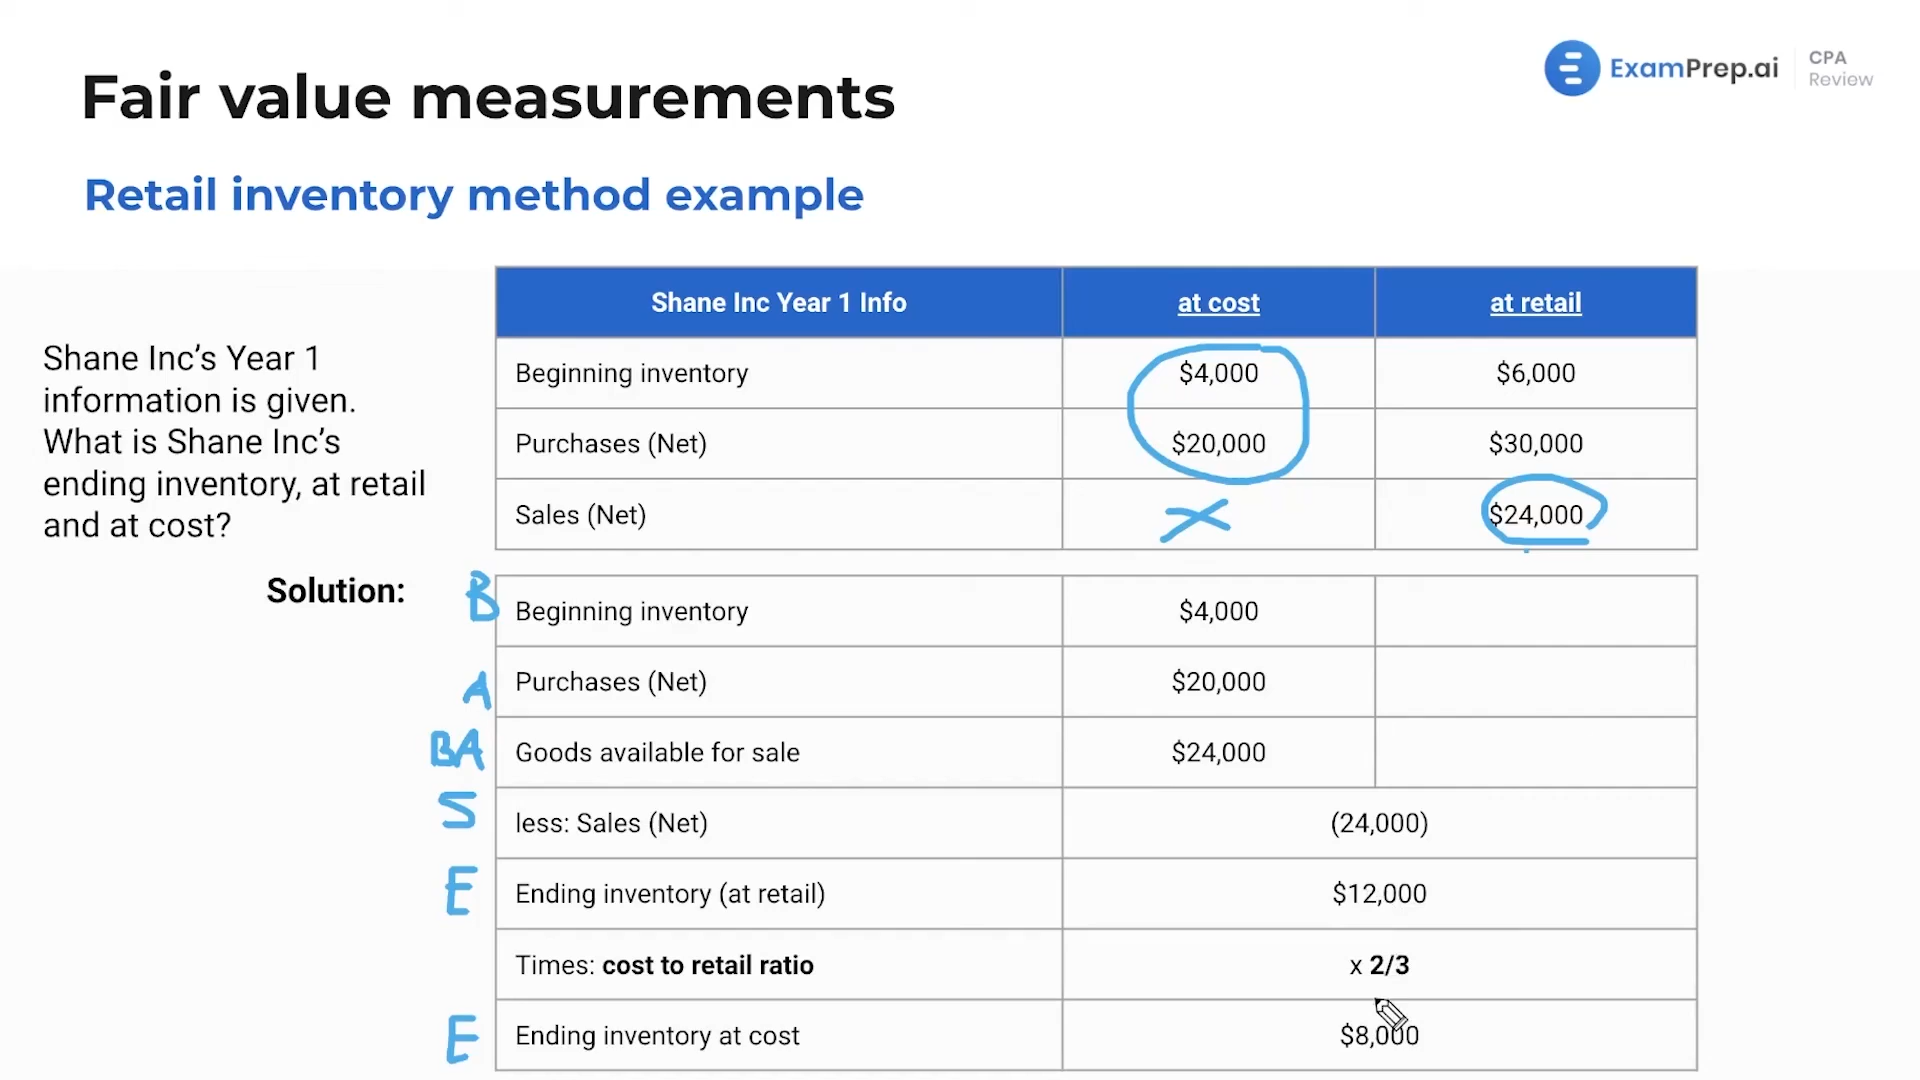 Fair value measurements
ExamPrep.ai
CPA
Review
Retail inventory method example
Shane Inc's Year 1
information is given.
What is Shane Inc's
ending inventory, at retail
and at cost?
Shane Inc Year 1 Info at cost at retail
Beginning inventory $4,000 $6,000
Purchases (Net) $20,000 $30,000
Sales (Net) $24,000
Solution:
B Beginning inventory $4,000
A Purchases (Net) $20,000
BA Goods available for sale $24,000
S less: Sales (Net) (24,000)
E Ending inventory (at retail) $12,000
Times: cost to retail ratio x 2/3
E Ending inventory at cost $8,000